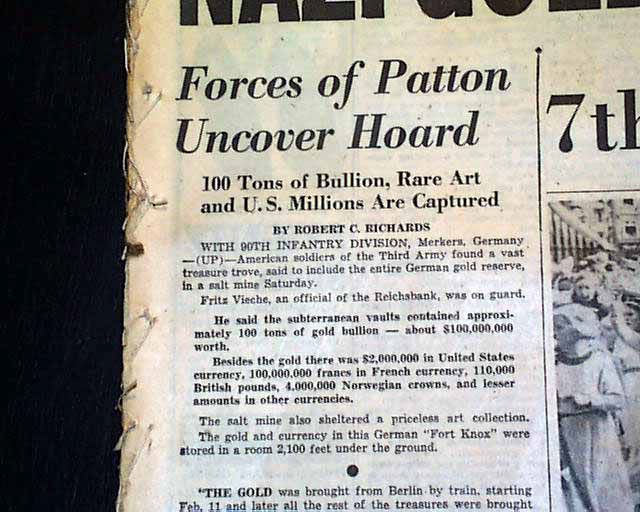 NAZI GOLD
Forces of Patton
Uncover Hoard
100 Tons of Bullion, Rare Art
and U.S. Millions Are Captured
BY ROBERT C. RICHARDS
WITH 90TH INFANTRY DIVISION, Merkers, Germany
—(UP)—American soldiers of the Third Army found a vast
treasure trove, said to include the entire German gold reserve,
in a salt mine Saturday.
Fritz Vieche, an official of the Reichsbank, was on guard.
He said the subterranean vaults contained approxi-
mately 100 tons of gold bullion — about $100,000,000
worth.
Besides the gold there was $2,000,000 in United States
currency, 100,000,000 francs in French currency, 110,000
British pounds, 4,000,000 Norwegian crowns, and lesser
amounts in other currencies.
The salt mine also sheltered a priceless art collection.
The gold and currency in this German "Fort Knox" were
stored in a room 2,100 feet under the ground.
"THE GOLD was brought from Berlin by train, starting
Feb. 11 and later all the rest of the treasures were brought
7th